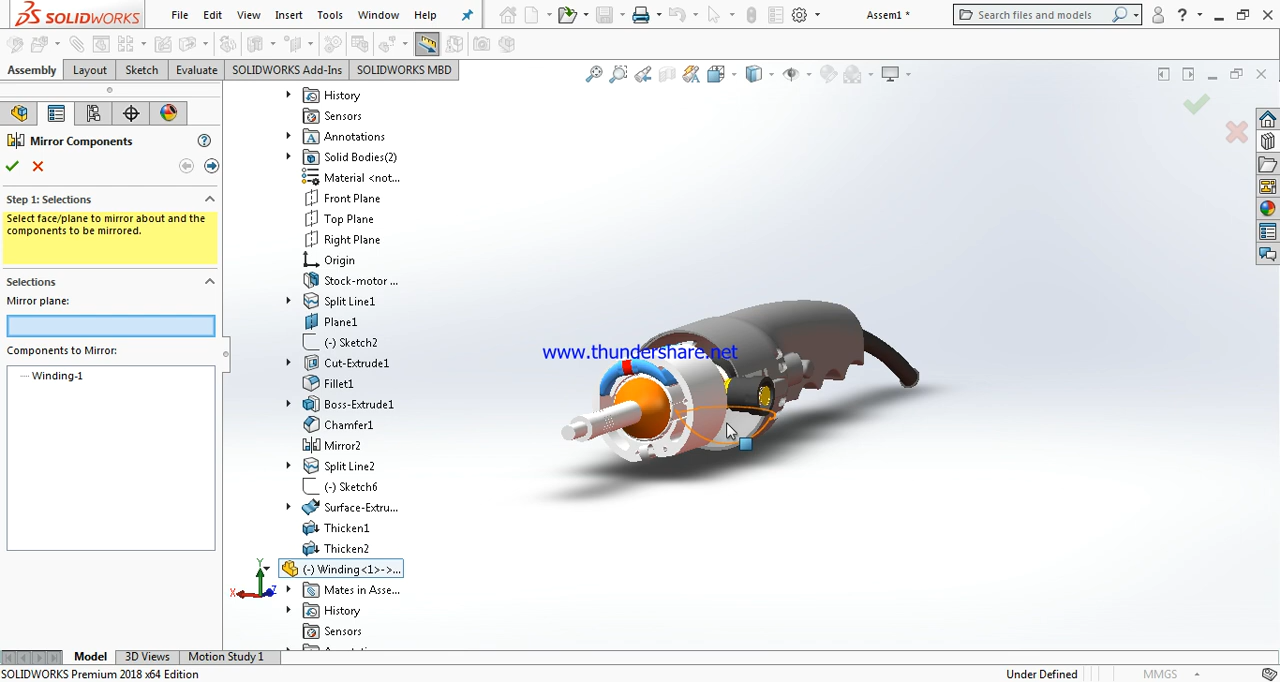 SOLIDWORKS File Edit View Insert Tools Window Help Assem1 * Search files and models ?
Assembly Layout Sketch Evaluate SOLIDWORKS Add-Ins SOLIDWORKS MBD
Mirror Components ?
Step 1: Selections
Select face/plane to mirror about and the
components to be mirrored.
Selections
Mirror plane:
Components to Mirror:
Winding-1
History
Sensors
Annotations
Solid Bodies(2)
Material <not...
Front Plane
Top Plane
Right Plane
Origin
Stock-motor ...
Split Line1
Plane1
(-) Sketch2
Cut-Extrude1
Fillet1
Boss-Extrude1
Chamfer1
Mirror2
Split Line2
(-) Sketch6
Surface-Extru...
Thicken1
Thicken2
(-) Winding<1>->...
Mates in Asse...
History
Sensors
www.thundershare.net
Y
X
Z
Model 3D Views Motion Study 1
SOLIDWORKS Premium 2018 x64 Edition Under Defined MMGS